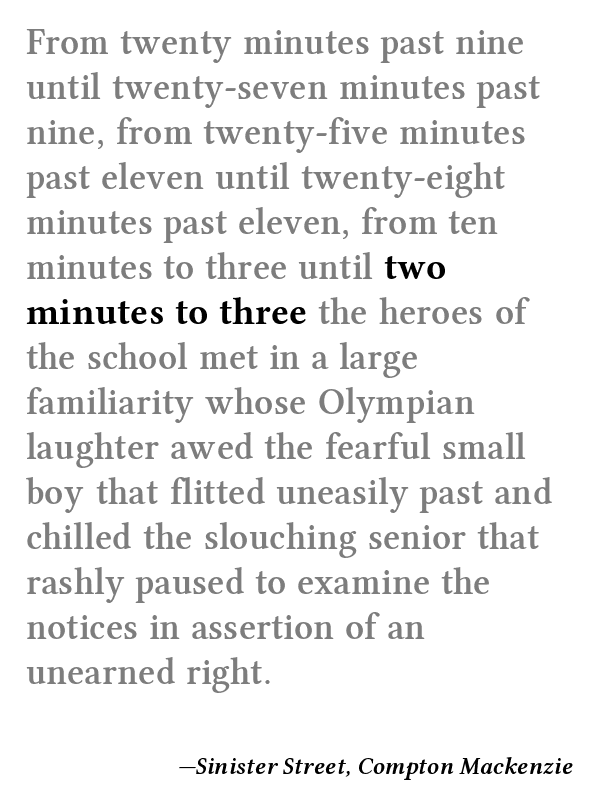 From twenty minutes past nine
until twenty-seven minutes past
nine, from twenty-five minutes
past eleven until twenty-eight
minutes past eleven, from ten
minutes to three until two
minutes to three the heroes of
the school met in a large
familiarity whose Olympian
laughter awed the fearful small
boy that flitted uneasily past and
chilled the slouching senior that
rashly paused to examine the
notices in assertion of an
unearned right.
—Sinister Street, Compton Mackenzie